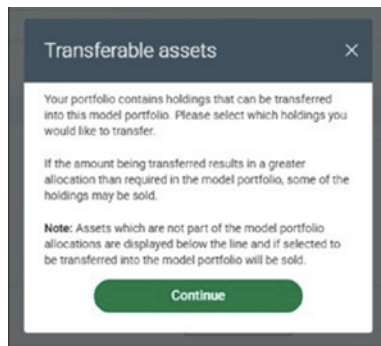 Transferable assets
Your portfolio contains holdings that can be transferred
into this model portfolio. Please select which holdings you
would like to transfer.
If the amount being transferred results in a greater
allocation than required in the model portfolio, some of the
holdings may be sold.
Note: Assets which are not part of the model portfolio
allocations are displayed below the line and if selected to
be transferred into the model portfolio will be sold.
Continue